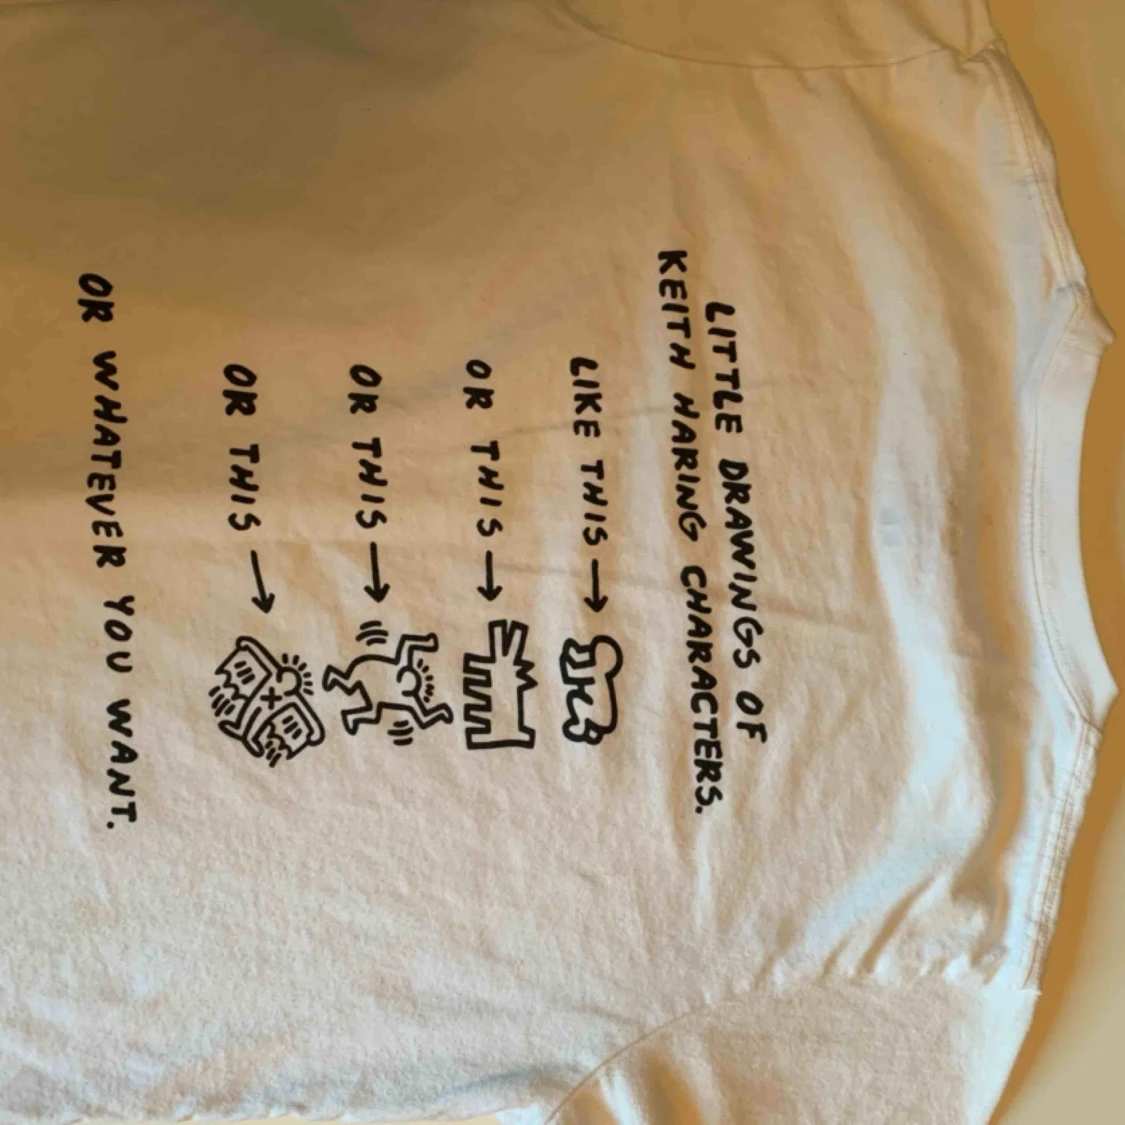 LITTLE DRAWINGS OF
KEITH HARING CHARACTERS.
LIKE THIS →
OR THIS →
OR THIS →
OR THIS →
OR WHATEVER YOU WANT.